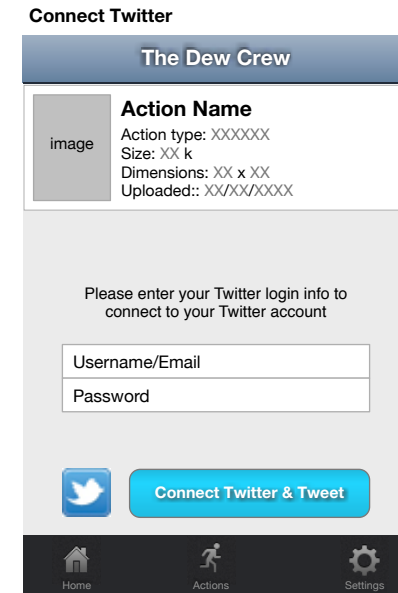 Connect Twitter
The Dew Crew
image
Action Name
Action type: XXXXXX
Size: XX k
Dimensions: XX x XX
Uploaded:: XX/XX/XXXX
Please enter your Twitter login info to
connect to your Twitter account
Username/Email
Password
Connect Twitter & Tweet
Home
Actions
Settings